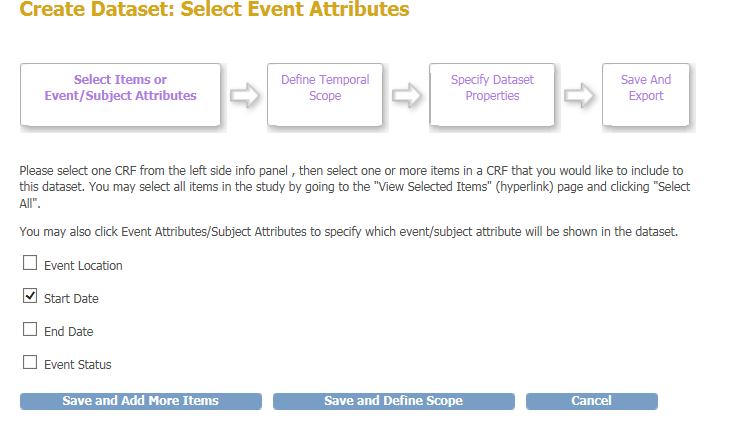 Create Dataset: Select Event Attributes
Select Items or
Event/Subject Attributes
Define Temporal
Scope
Specify Dataset
Properties
Save And
Export
Please select one CRF from the left side info panel , then select one or more items in a CRF that you would like to include to
this dataset. You may select all items in the study by going to the "View Selected Items" (hyperlink) page and clicking "Select
All".
You may also click Event Attributes/Subject Attributes to specify which event/subject attribute will be shown in the dataset.
Event Location
Start Date
End Date
Event Status
Save and Add More Items
Save and Define Scope
Cancel